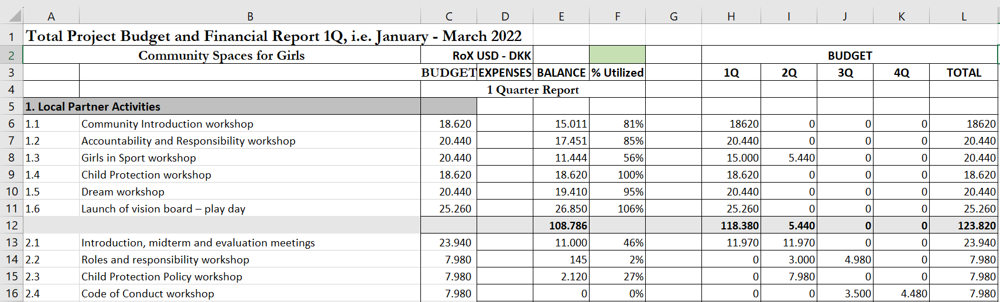 A B C D E F G H I J K L
1 Total Project Budget and Financial Report 1Q, i.e. January - March 2022
2 Community Spaces for Girls RoX USD - DKK BUDGET
3 BUDGET EXPENSES BALANCE % Utilized 1Q 2Q 3Q 4Q TOTAL
4 1 Quarter Report
5 1. Local Partner Activities
6 1.1 Community Introduction workshop 18.620 15.011 81% 18620 0 0 0 18620
7 1.2 Accountability and Responsibility workshop 20.440 17.451 85% 20.440 0 0 0 20.440
8 1.3 Girls in Sport workshop 20.440 11.444 56% 15.000 5.440 0 0 20.440
9 1.4 Child Protection workshop 18.620 18.620 100% 18.620 0 0 0 18.620
10 1.5 Dream workshop 20.440 19.410 95% 20.440 0 0 0 20.440
11 1.6 Launch of vision board – play day 25.260 26.850 106% 25.260 0 0 0 25.260
12 108.786 118.380 5.440 0 0 123.820
13 2.1 Introduction, midterm and evaluation meetings 23.940 11.000 46% 11.970 11.970 0 0 23.940
14 2.2 Roles and responsibility workshop 7.980 145 2% 0 3.000 4.980 0 7.980
15 2.3 Child Protection Policy workshop 7.980 2.120 27% 0 7.980 0 0 7.980
16 2.4 Code of Conduct workshop 7.980 0 0% 0 0 3.500 4.480 7.980